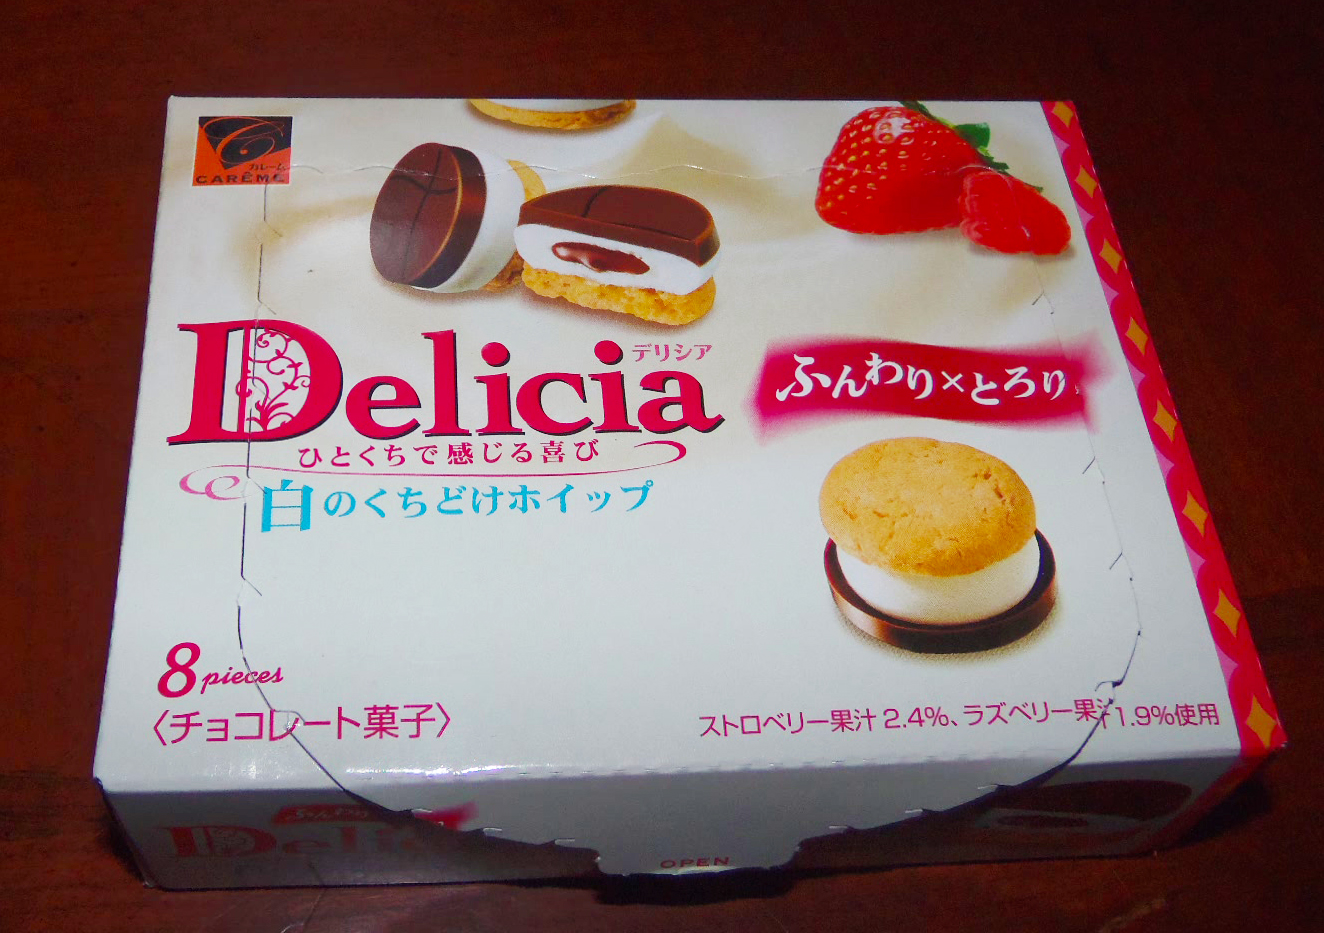 カレーム
CARÊME
デリシア
Delicia
ひとくちで感じる喜び
白のくちどけホイップ
ふんわり×とろり
8 pieces
〈チョコレート菓子〉
ストロベリー果汁 2.4%、ラズベリー果汁 1.9%使用
Delicia
OPEN